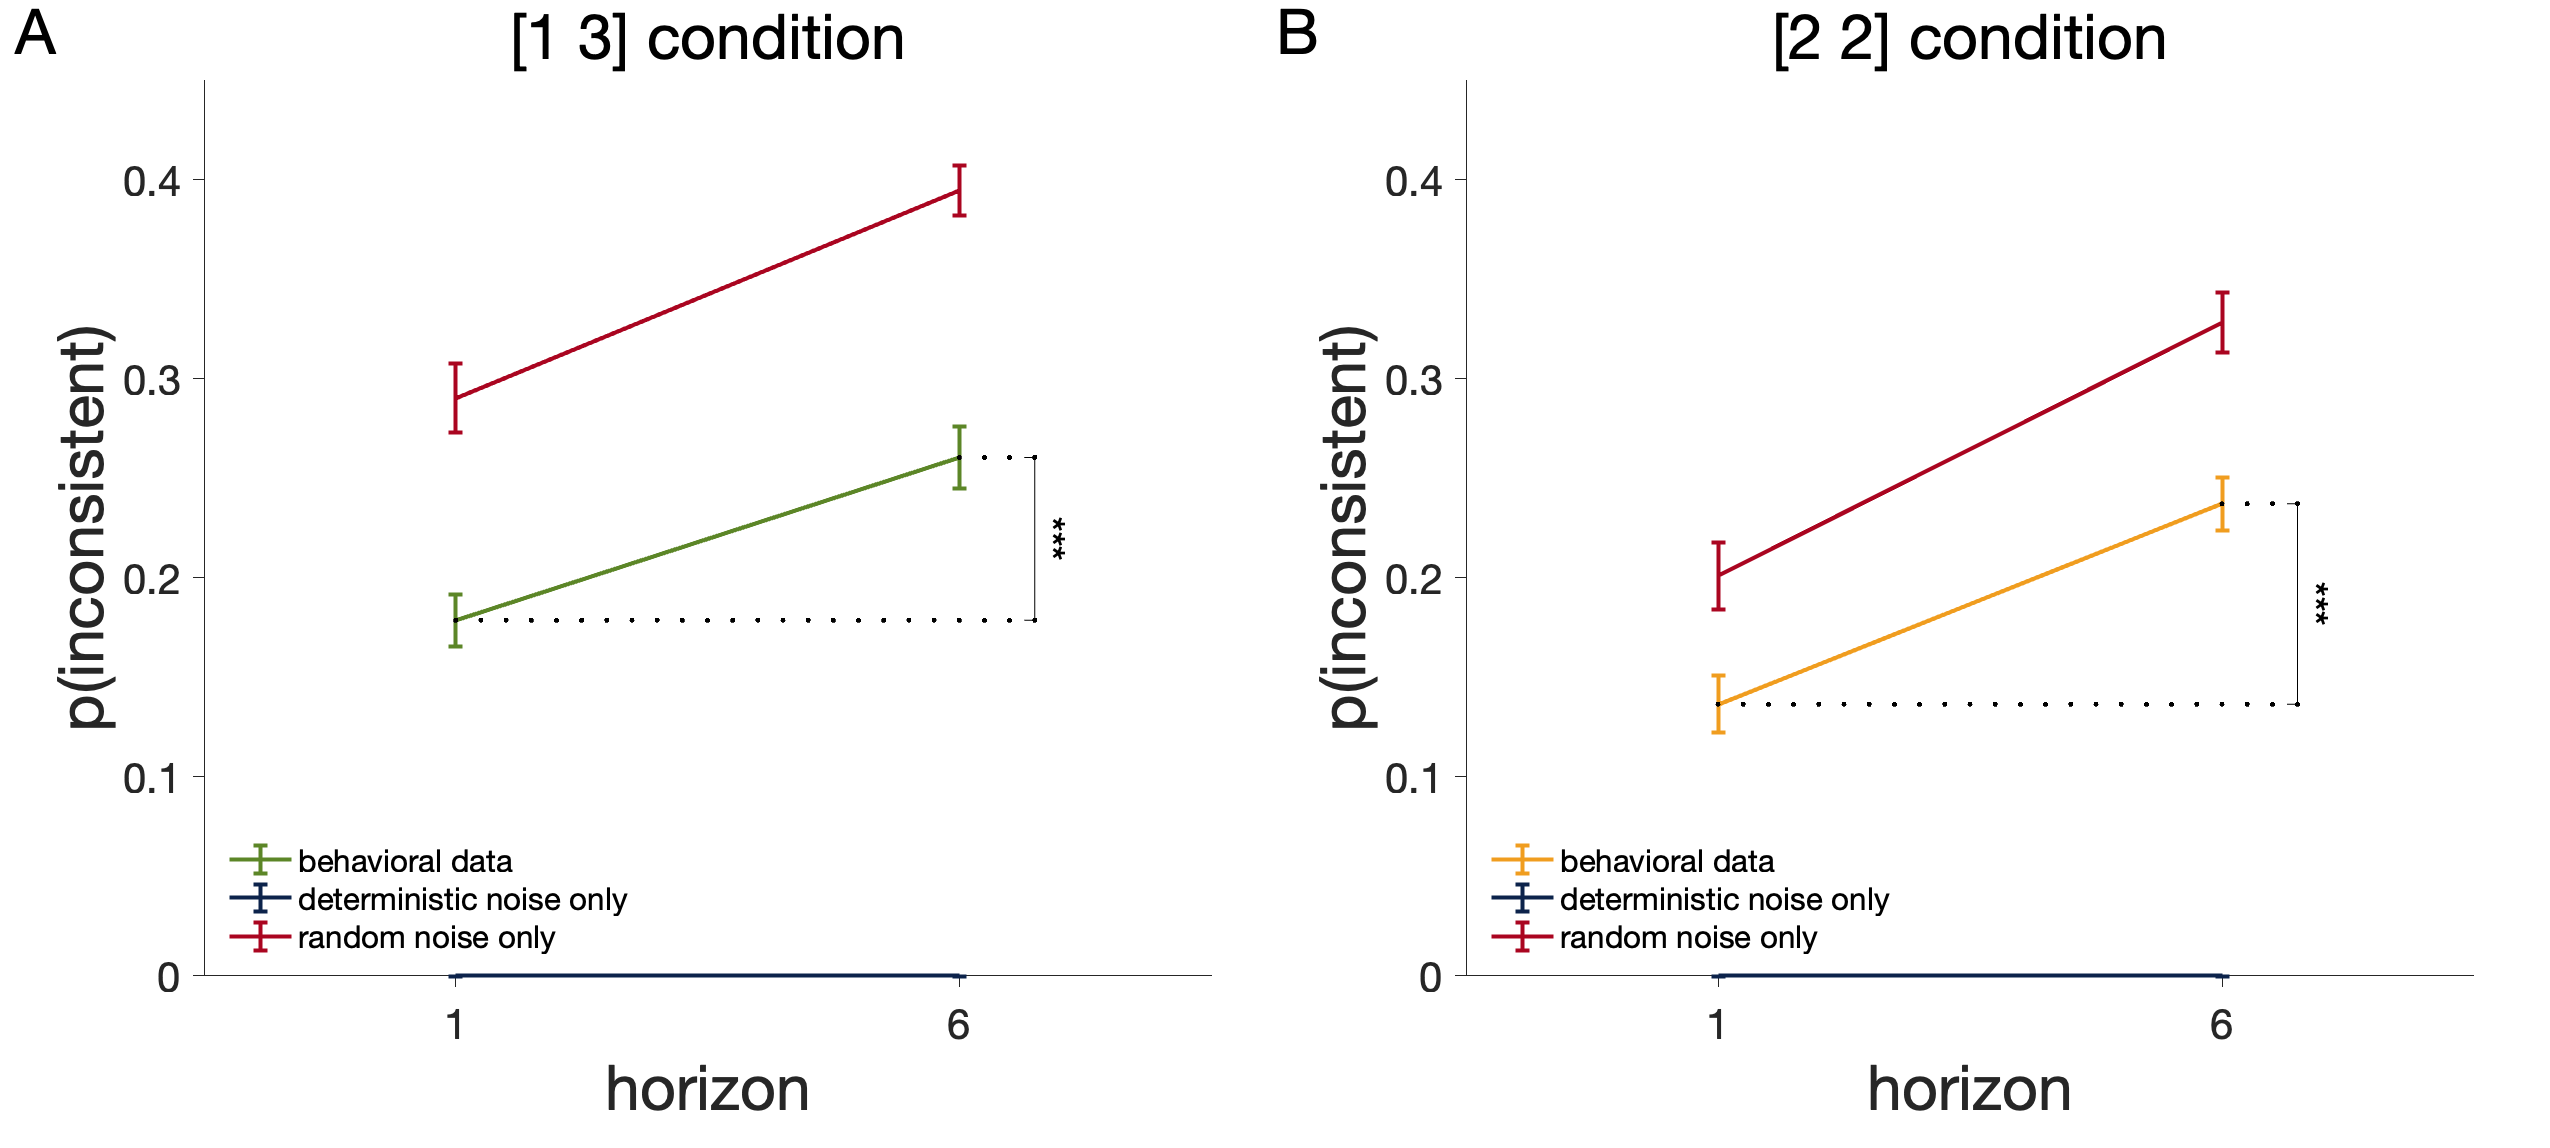 A
[1 3] condition
p(inconsistent)
0.4
0.3
0.2
0.1
0
***
behavioral data
deterministic noise only
random noise only
1
6
horizon
B
[2 2] condition
p(inconsistent)
0.4
0.3
0.2
0.1
0
***
behavioral data
deterministic noise only
random noise only
1
6
horizon